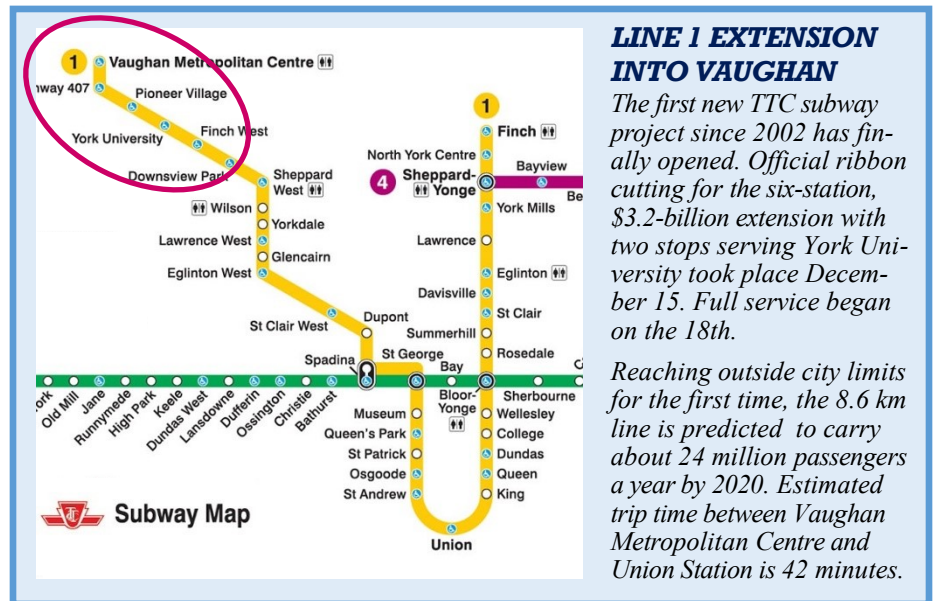 LINE 1 EXTENSION
INTO VAUGHAN
The first new TTC subway
project since 2002 has fin-
ally opened. Official ribbon
cutting for the six-station,
$3.2-billion extension with
two stops serving York Uni-
versity took place Decem-
ber 15. Full service began
on the 18th.
Reaching outside city limits
for the first time, the 8.6 km
line is predicted to carry
about 24 million passengers
a year by 2020. Estimated
trip time between Vaughan
Metropolitan Centre and
Union Station is 42 minutes.
1
Vaughan Metropolitan Centre
way 407
Pioneer Village
York University
Finch West
Downsview Park
Sheppard
West
Wilson
Yorkdale
Lawrence West
Glencairn
Eglinton West
St Clair West
Dupont
Spadina
St George
Bay
1
Finch
North York Centre
4
Sheppard-
Yonge
Bayview
Be
York Mills
Lawrence
Eglinton
Davisville
St Clair
Summerhill
Rosedale
Bloor-
Yonge
Sherbourne
ork
Old Mill
Jane
Runnymede
High Park
Keele
Dundas West
Lansdowne
Dufferin
Ossington
Christie
Bathurst
Museum
Wellesley
Queen's Park
College
St Patrick
Dundas
Osgoode
Queen
St Andrew
King
Union
TTC
Subway Map